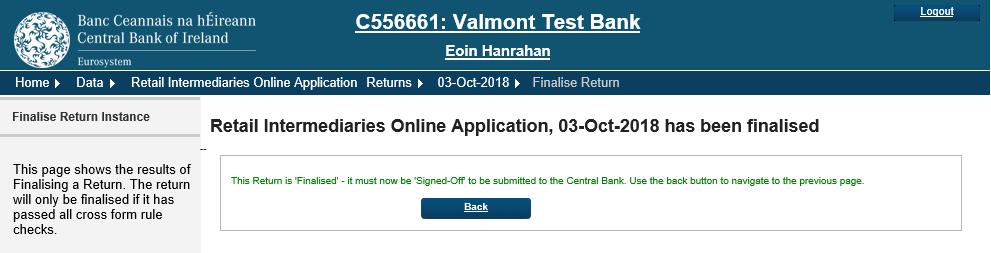 Banc Ceannais na hÉireann
Central Bank of Ireland
Eurosystem
C556661: Valmont Test Bank
Eoin Hanrahan
Logout
Home Data Retail Intermediaries Online Application Returns 03-Oct-2018 Finalise Return
Finalise Return Instance
This page shows the results of
Finalising a Return. The return
will only be finalised if it has
passed all cross form rule
checks.
Retail Intermediaries Online Application, 03-Oct-2018 has been finalised
This Return is 'Finalised' - it must now be 'Signed-Off' to be submitted to the Central Bank. Use the back button to navigate to the previous page.
Back